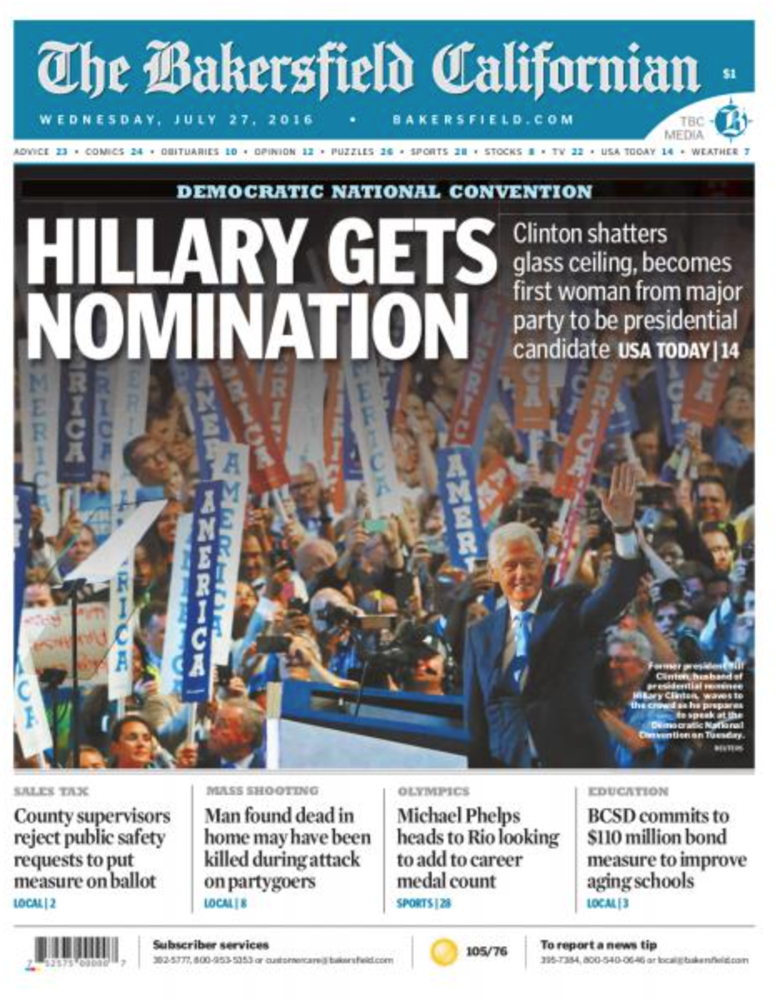 The Bakersfield Californian
$1
WEDNESDAY, JULY 27, 2016 • BAKERSFIELD.COM
TBC
MEDIA
B
ADVICE 23 • COMICS 24 • OBITUARIES 10 • OPINION 12 • PUZZLES 26 • SPORTS 28 • STOCKS 8 • TV 22 • USA TODAY 14 • WEATHER 7
DEMOCRATIC NATIONAL CONVENTION
HILLARY GETS
NOMINATION
Clinton shatters
glass ceiling, becomes
first woman from major
party to be presidential
candidate USA TODAY|14
AMERICA
AMERICA
AMER
Former president Bill
Clinton, husband of
presidential nominee
Hillary Clinton, waves to
the crowd as he prepares
to speak at the
Democratic National
Convention on Tuesday.
REUTERS
SALES TAX
County supervisors
reject public safety
requests to put
measure on ballot
LOCAL|2
MASS SHOOTING
Man found dead in
home may have been
killed during attack
on partygoers
LOCAL|8
OLYMPICS
Michael Phelps
heads to Rio looking
to add to career
medal count
SPORTS|28
EDUCATION
BCSD commits to
$110 million bond
measure to improve
aging schools
LOCAL|3
7 52575 00000 7
Subscriber services
392-5777, 800-953-5353 or customercare@bakersfield.com
105/76
To report a news tip
395-7384, 800-540-0646 or local@bakersfield.com